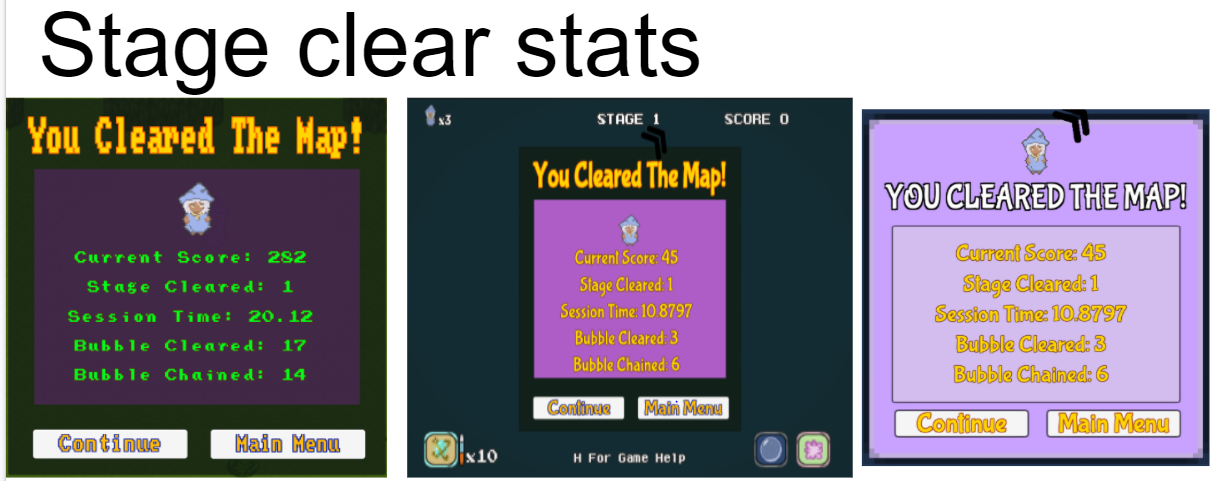 Stage clear stats
You Cleared The Map!
Current Score: 282
Stage Cleared: 1
Session Time: 20.12
Bubble Cleared: 17
Bubble Chained: 14
Continue
Main Menu
x3
STAGE 1
SCORE 0
You Cleared The Map!
Current Score: 45
Stage Cleared: 1
Session Time: 10.8797
Bubble Cleared: 3
Bubble Chained: 6
Continue
Main Menu
x10
H For Game Help
YOU CLEARED THE MAP!
Current Score: 45
Stage Cleared: 1
Session Time: 10.8797
Bubble Cleared: 3
Bubble Chained: 6
Continue
Main Menu